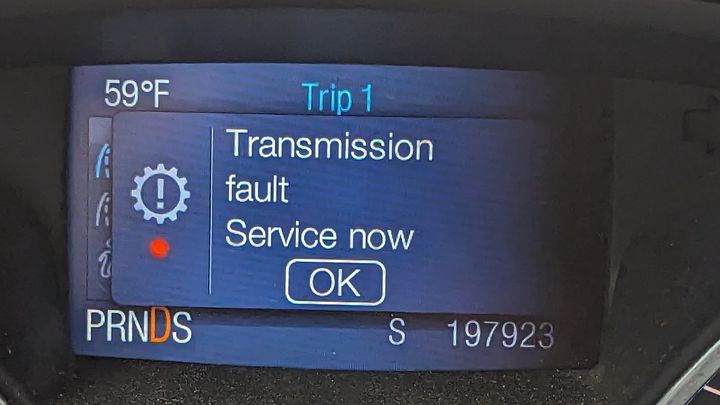 59°F Trip 1
Transmission
fault
Service now
OK
PRNDS S 197923